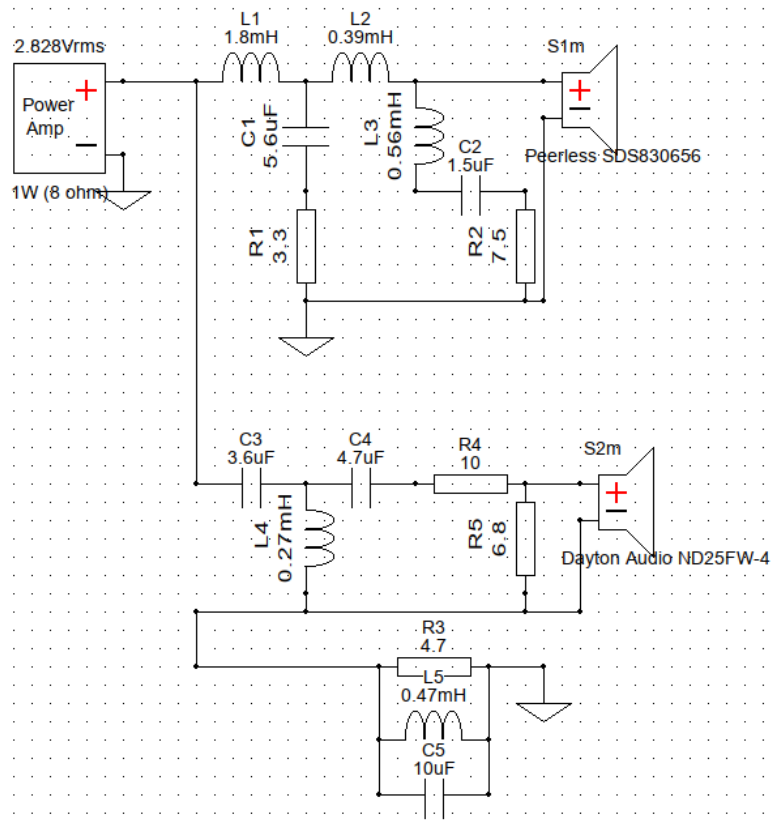 L1
1.8mH
L2
0.39mH
2.828Vrms
S1m
+
Power
Amp
1W (8 ohm)
C1
5.6uF
L3
0.56mH
C2
1.5uF
+
Peerless SDS830656
R1
3.3
R2
7.5
C3
3.6uF
C4
4.7uF
R4
10
S2m
+
L4
0.27mH
R5
6.8
Dayton Audio ND25FW-4
R3
4.7
L5
0.47mH
C5
10uF